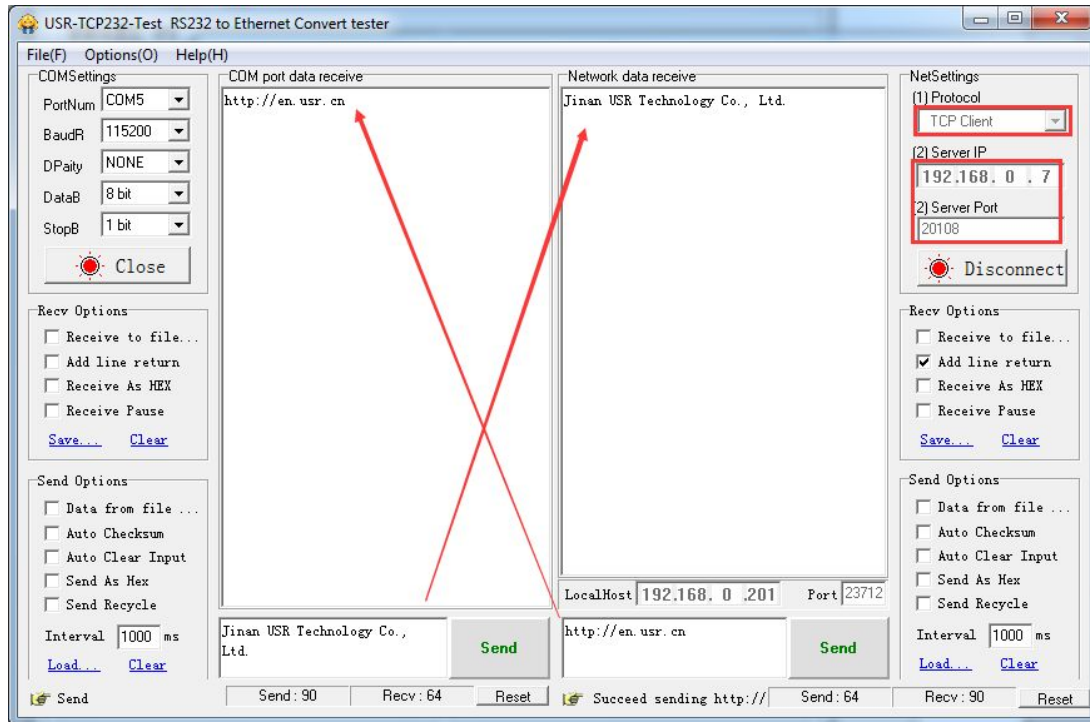 USR-TCP232-Test RS232 to Ethernet Convert tester
File(F) Options(O) Help(H)
COMSettings
PortNum COM5
BaudR 115200
DPaity NONE
DataB 8 bit
StopB 1 bit
Close
Recv Options
Receive to file...
Add line return
Receive As HEX
Receive Pause
Save... Clear
Send Options
Data from file ...
Auto Checksum
Auto Clear Input
Send As Hex
Send Recycle
Interval 1000 ms
Load... Clear
COM port data receive
http://en.usr.cn
Jinan USR Technology Co.,
Ltd.
Send
Network data receive
Jinan USR Technology Co., Ltd.
LocalHost 192.168. 0 .201 Port 23712
http://en.usr.cn
Send
NetSettings
(1) Protocol
TCP Client
(2) Server IP
192.168. 0 . 7
(2) Server Port
20108
Disconnect
Recv Options
Receive to file...
Add line return
Receive As HEX
Receive Pause
Save... Clear
Send Options
Data from file ...
Auto Checksum
Auto Clear Input
Send As Hex
Send Recycle
Interval 1000 ms
Load... Clear
Send Send : 90 Recv : 64 Reset Succeed sending http:// Send : 64 Recv : 90 Reset